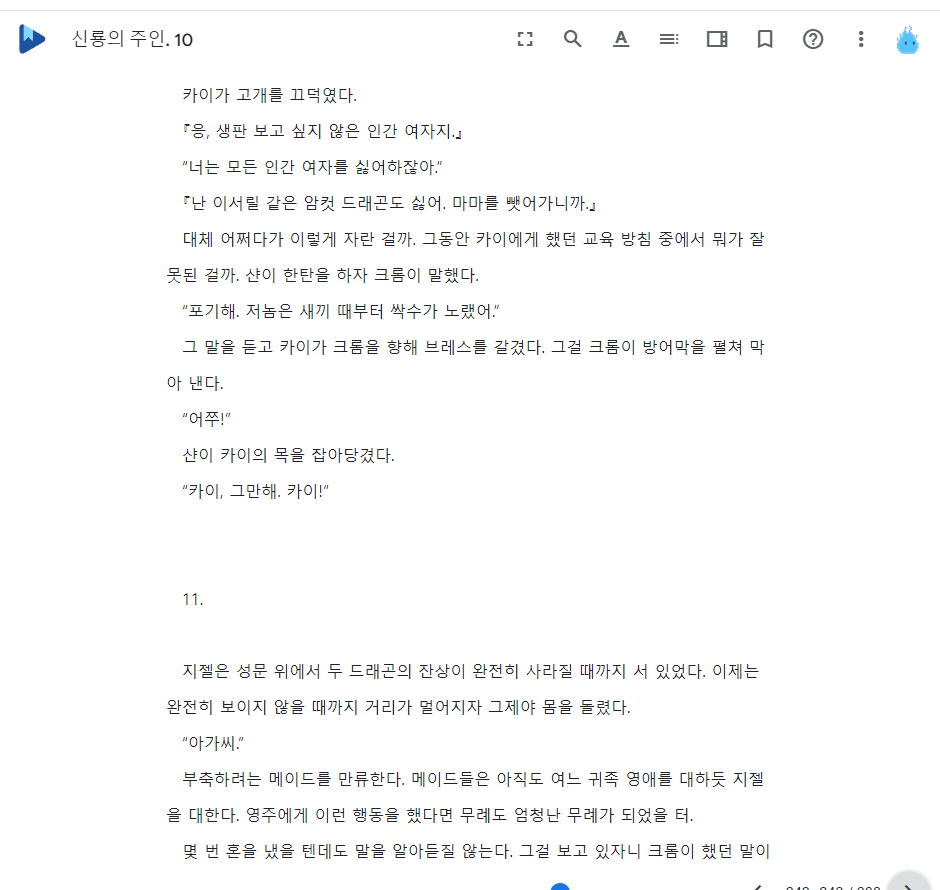 신룡의 주인. 10
카이가 고개를 끄덕였다.
『응, 생판 보고 싶지 않은 인간 여자지.』
“너는 모든 인간 여자를 싫어하잖아.”
『난 이서릴 같은 암컷 드래곤도 싫어. 마마를 뺏어가니까.』
대체 어쩌다가 이렇게 자란 걸까. 그동안 카이에게 했던 교육 방침 중에서 뭐가 잘
못된 걸까. 샨이 한탄을 하자 크롬이 말했다.
“포기해. 저놈은 새끼 때부터 싹수가 노랬어.”
그 말을 듣고 카이가 크롬을 향해 브레스를 갈겼다. 그걸 크롬이 방어막을 펼쳐 막
아 낸다.
“어쭈!”
샨이 카이의 목을 잡아당겼다.
“카이, 그만해. 카이!”
11.
지젤은 성문 위에서 두 드래곤의 잔상이 완전히 사라질 때까지 서 있었다. 이제는
완전히 보이지 않을 때까지 거리가 멀어지자 그제야 몸을 돌렸다.
“아가씨.”
부축하려는 메이드를 만류한다. 메이드들은 아직도 여느 귀족 영애를 대하듯 지젤
을 대한다. 영주에게 이런 행동을 했다면 무례도 엄청난 무례가 되었을 터.
몇 번 혼을 냈을 텐데도 말을 알아듣질 않는다. 그걸 보고 있자니 크롬이 했던 말이